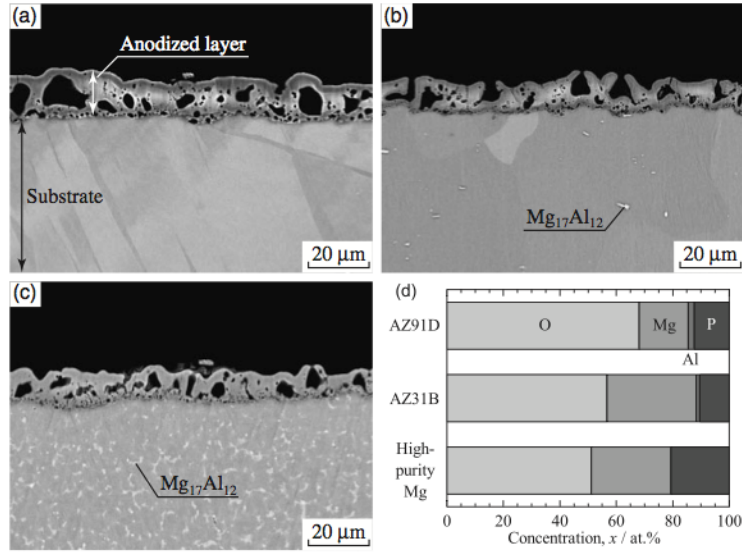 (a)
Anodized layer
Substrate
20 μm
(b)
Mg₁₇Al₁₂
20 μm
(c)
Mg₁₇Al₁₂
20 μm
(d)
AZ91D
O
Mg
P
Al
AZ31B
High-
purity
Mg
0 20 40 60 80 100
Concentration, x / at.%